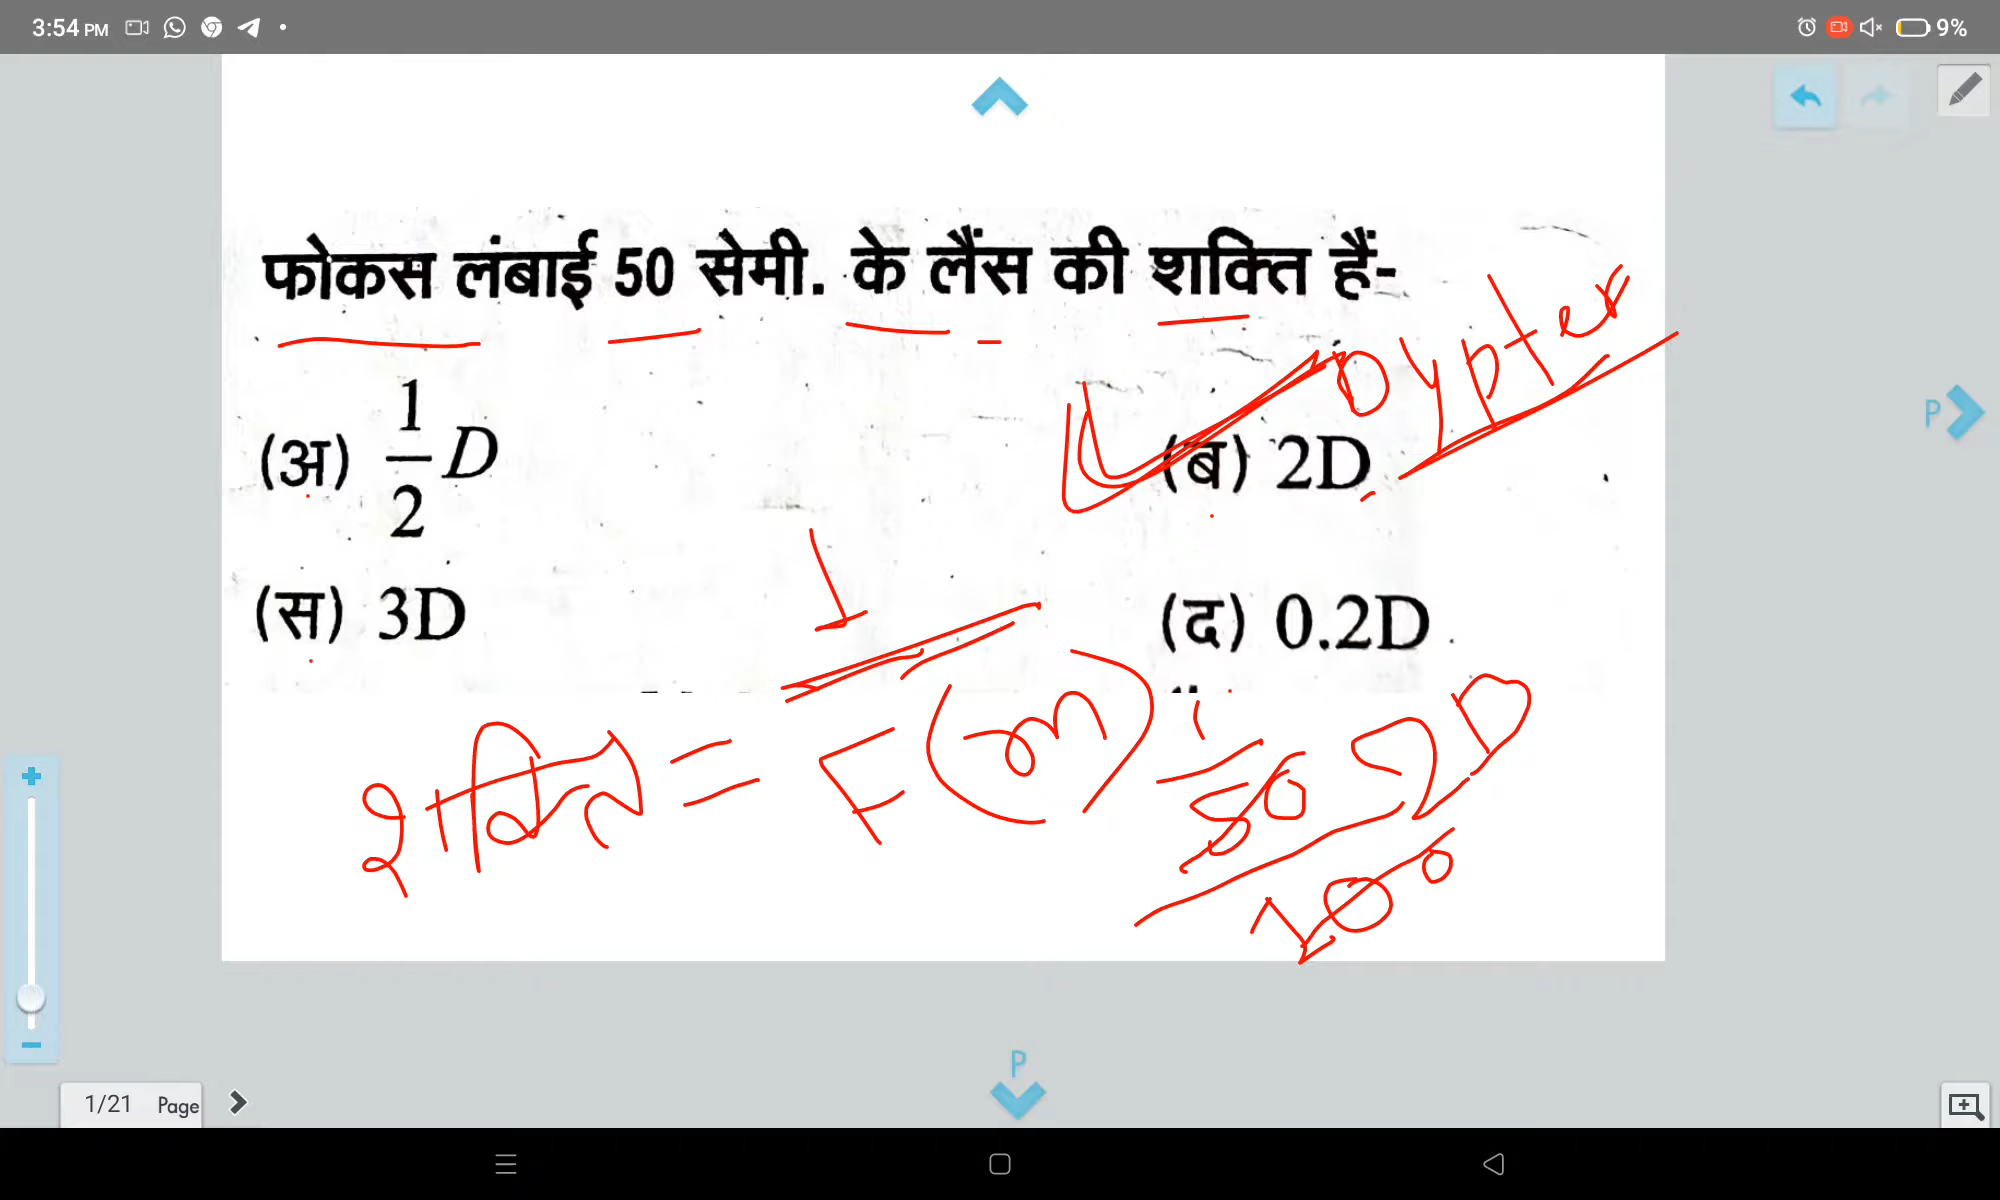 3:54 PM
9%
फोकस लंबाई 50 सेमी. के लैंस की शक्ति हैं-
Dypter
(अ) 1/2 D
(ब) 2D
(स) 3D
(द) 0.2D
शक्ति = 1/F(m)
1/50/100
2D
P
P
1/21 Page